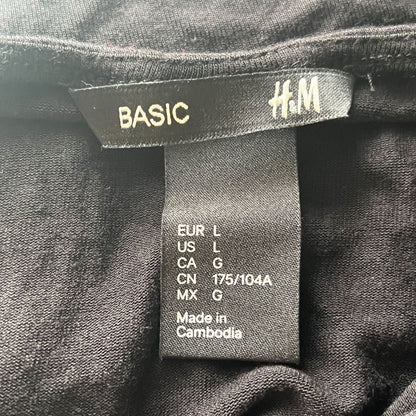 BASIC H&M
EUR L
US L
CA G
CN 175/104A
MX G
Made in
Cambodia